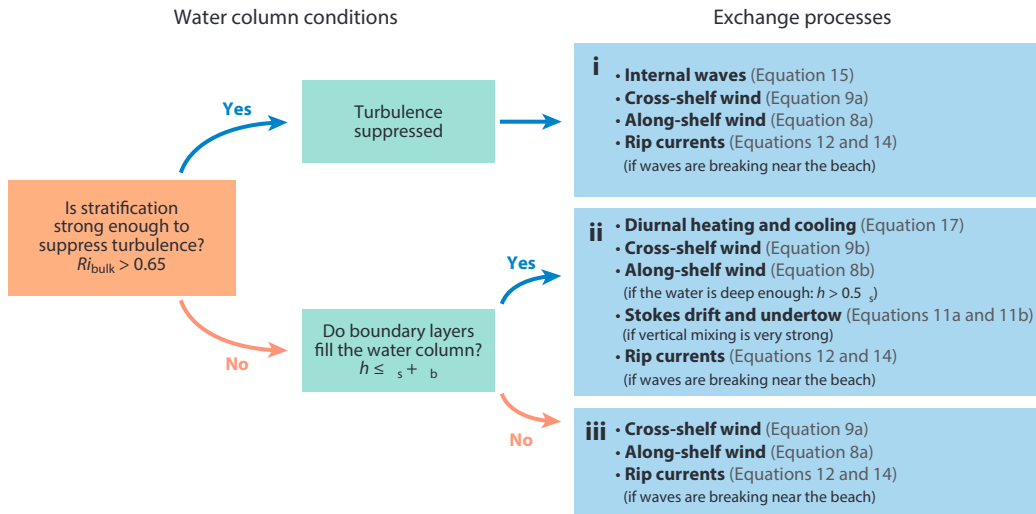 Water column conditions
Exchange processes
Is stratification
strong enough to
suppress turbulence?
Ri bulk > 0.65
Yes
Turbulence
suppressed
No
Do boundary layers
fill the water column?
h ≤ s + b
Yes
No
i
• Internal waves (Equation 15)
• Cross-shelf wind (Equation 9a)
• Along-shelf wind (Equation 8a)
• Rip currents (Equations 12 and 14)
(if waves are breaking near the beach)
ii
• Diurnal heating and cooling (Equation 17)
• Cross-shelf wind (Equation 9b)
• Along-shelf wind (Equation 8b)
(if the water is deep enough: h > 0.5 s)
• Stokes drift and undertow (Equations 11a and 11b)
(if vertical mixing is very strong)
• Rip currents (Equations 12 and 14)
(if waves are breaking near the beach)
iii
• Cross-shelf wind (Equation 9a)
• Along-shelf wind (Equation 8a)
• Rip currents (Equations 12 and 14)
(if waves are breaking near the beach)